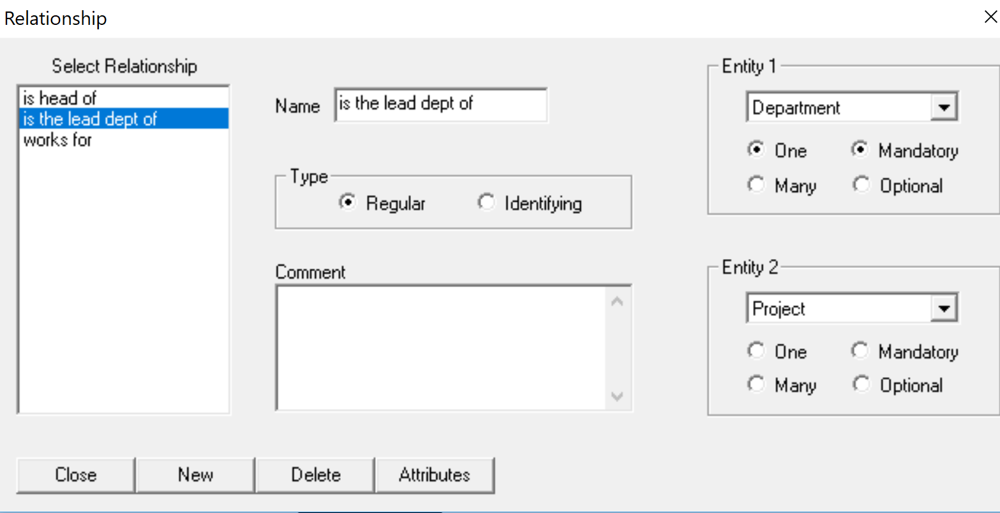 Relationship
Select Relationship
is head of
is the lead dept of
works for
Name
is the lead dept of
Type
Regular
Identifying
Comment
Entity 1
Department
One
Mandatory
Many
Optional
Entity 2
Project
One
Mandatory
Many
Optional
Close
New
Delete
Attributes